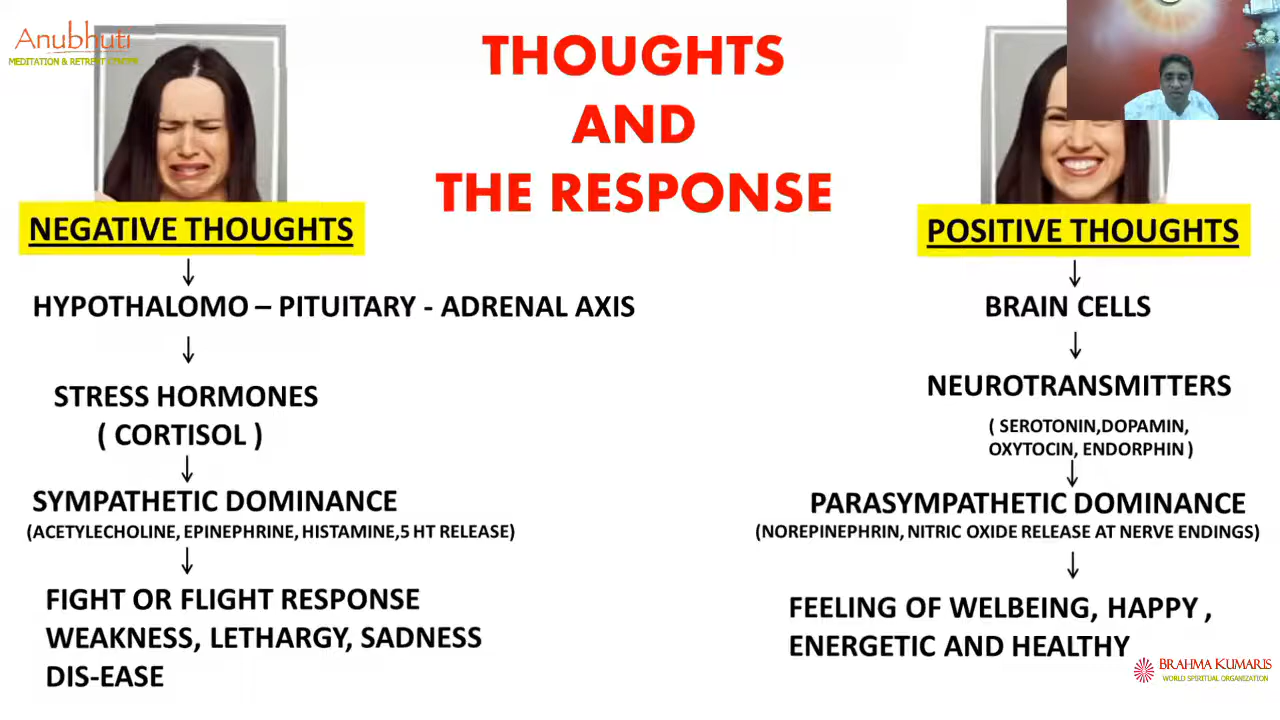 Anubhuti
MEDITATION & RETREAT CENTER
THOUGHTS
AND
THE RESPONSE
NEGATIVE THOUGHTS
HYPOTHALOMO – PITUITARY - ADRENAL AXIS
STRESS HORMONES
( CORTISOL )
SYMPATHETIC DOMINANCE
(ACETYLECHOLINE, EPINEPHRINE, HISTAMINE,5 HT RELEASE)
FIGHT OR FLIGHT RESPONSE
WEAKNESS, LETHARGY, SADNESS
DIS-EASE
POSITIVE THOUGHTS
BRAIN CELLS
NEUROTRANSMITTERS
( SEROTONIN,DOPAMIN,
OXYTOCIN, ENDORPHIN )
PARASYMPATHETIC DOMINANCE
(NOREPINEPHRIN, NITRIC OXIDE RELEASE AT NERVE ENDINGS)
FEELING OF WELBEING, HAPPY ,
ENERGETIC AND HEALTHY
BRAHMA KUMARIS
WORLD SPIRITUAL ORGANIZATION